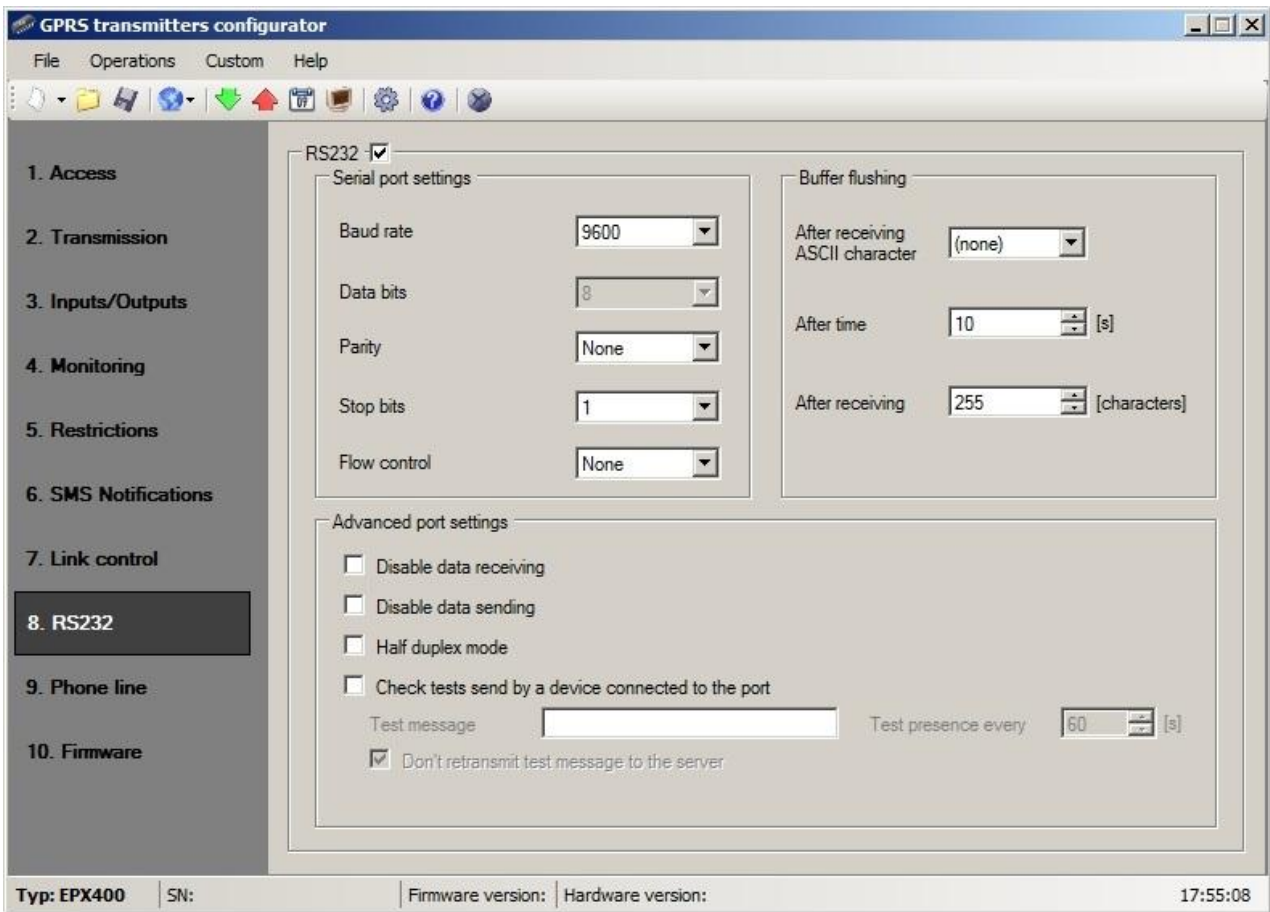 GPRS transmitters configurator
File Operations Custom Help
1. Access
2. Transmission
3. Inputs/Outputs
4. Monitoring
5. Restrictions
6. SMS Notifications
7. Link control
8. RS232
9. Phone line
10. Firmware
RS232
Serial port settings
Baud rate 9600
Data bits 8
Parity None
Stop bits 1
Flow control None
Buffer flushing
After receiving
ASCII character (none)
After time 10 [s]
After receiving 255 [characters]
Advanced port settings
Disable data receiving
Disable data sending
Half duplex mode
Check tests send by a device connected to the port
Test message Test presence every 60 [s]
Don't retransmit test message to the server
Typ: EPX400 SN: Firmware version: Hardware version: 17:55:08